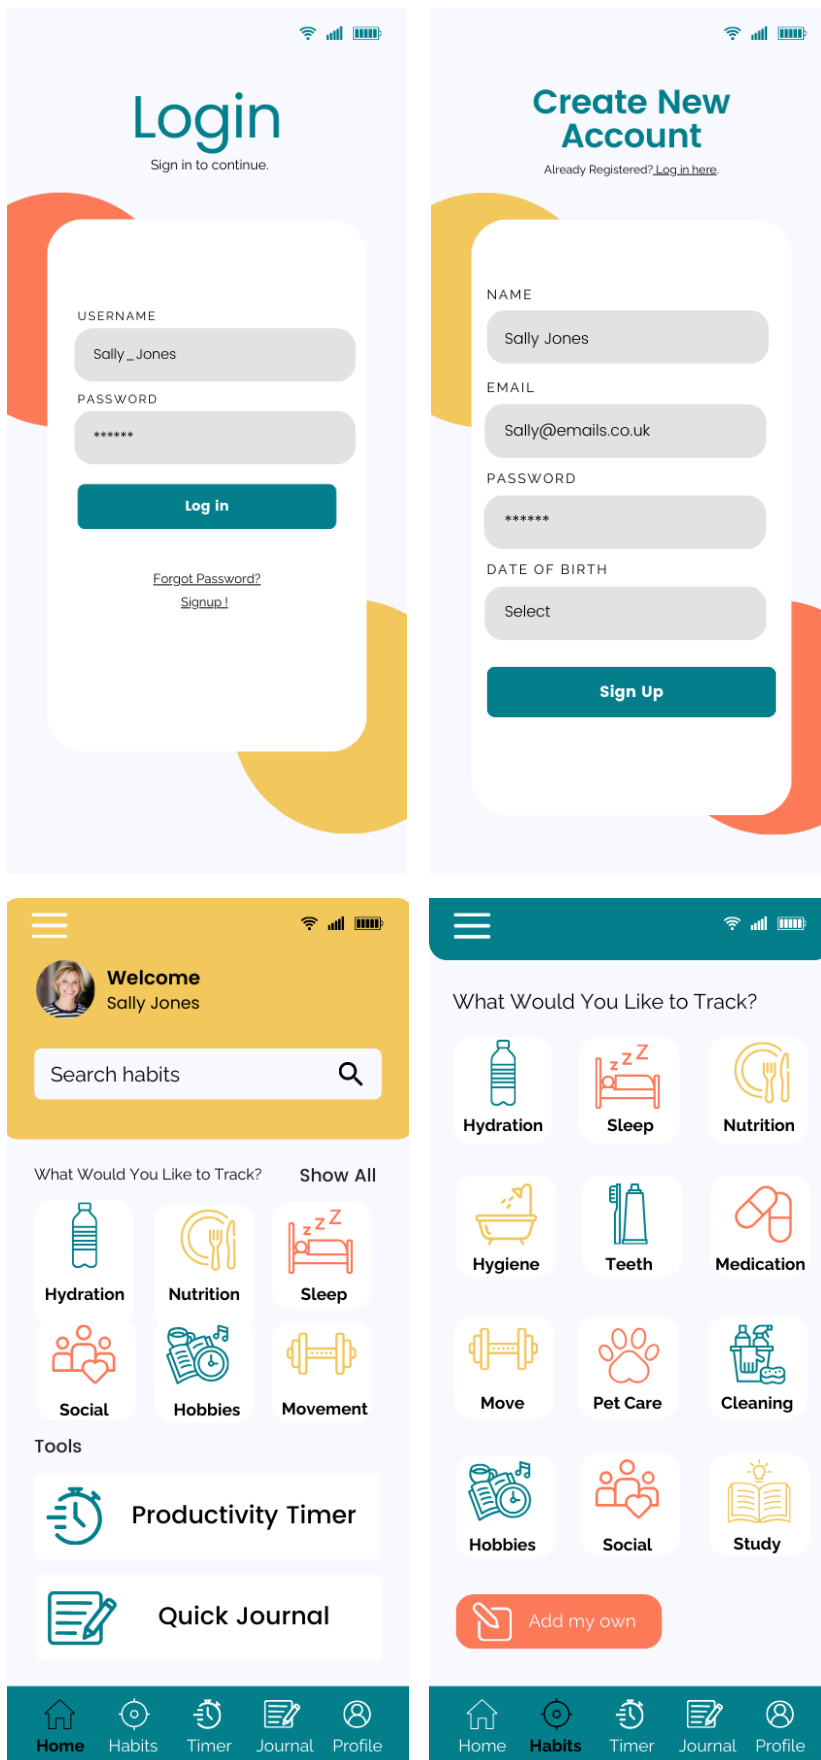 Login
Sign in to continue.
USERNAME
Sally_Jones
PASSWORD
******
Log in
Forgot Password?
Signup !
Create New
Account
Already Registered? Log in here.
NAME
Sally Jones
EMAIL
Sally@emails.co.uk
PASSWORD
******
DATE OF BIRTH
Select
Sign Up
Welcome
Sally Jones
Search habits
What Would You Like to Track? Show All
z z Z
Hydration Nutrition Sleep
Social Hobbies Movement
Tools
Productivity Timer
Quick Journal
Home Habits Timer Journal Profile
What Would You Like to Track?
z z Z
Hydration Sleep Nutrition
Hygiene Teeth Medication
Move Pet Care Cleaning
Hobbies Social Study
Add my own
Home Habits Timer Journal Profile